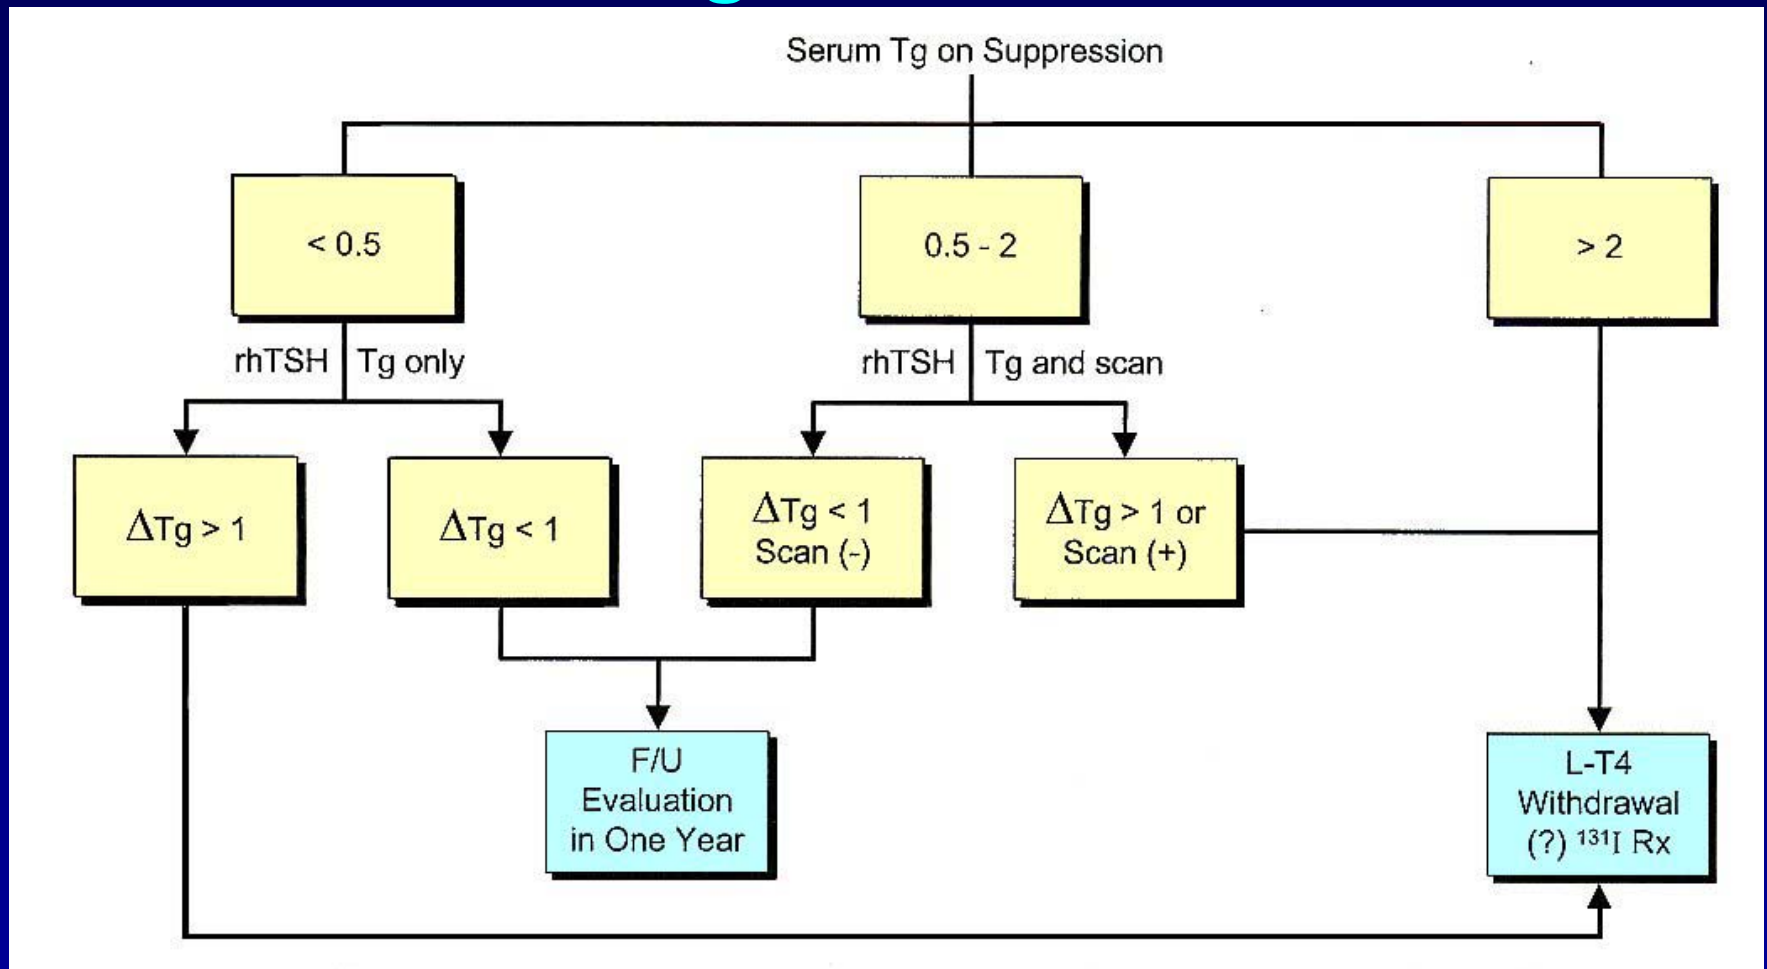 Serum Tg on Suppression
< 0.5
0.5 - 2
> 2
rhTSH Tg only
rhTSH Tg and scan
ΔTg > 1
ΔTg < 1
ΔTg < 1
Scan (-)
ΔTg > 1 or
Scan (+)
F/U
Evaluation
in One Year
L-T4
Withdrawal
(?) ¹³¹I Rx